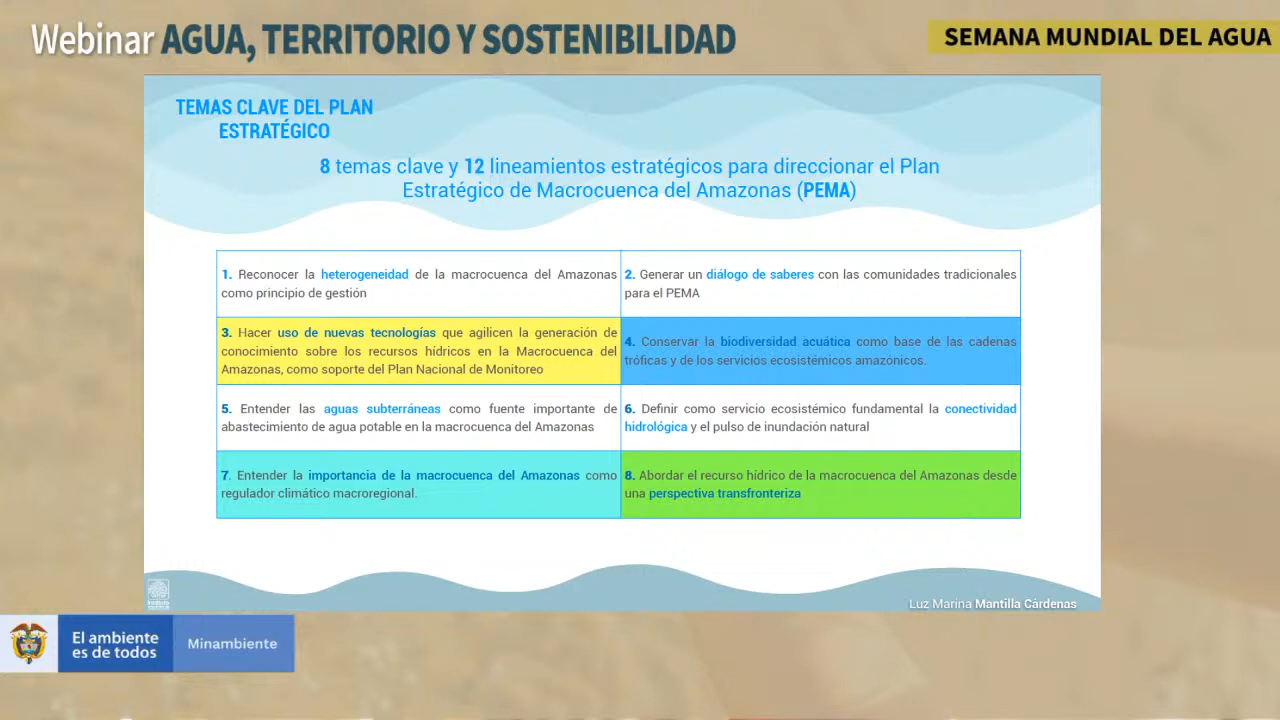 Webinar AGUA, TERRITORIO Y SOSTENIBILIDAD
SEMANA MUNDIAL DEL AGUA
TEMAS CLAVE DEL PLAN
ESTRATÉGICO
8 temas clave y 12 lineamientos estratégicos para direccionar el Plan
Estratégico de Macrocuenca del Amazonas (PEMA)
1. Reconocer la heterogeneidad de la macrocuenca del Amazonas
como principio de gestión
2. Generar un diálogo de saberes con las comunidades tradicionales
para el PEMA
3. Hacer uso de nuevas tecnologías que agilicen la generación de
conocimiento sobre los recursos hídricos en la Macrocuenca del
Amazonas, como soporte del Plan Nacional de Monitoreo
4. Conservar la biodiversidad acuática como base de las cadenas
tróficas y de los servicios ecosistémicos amazónicos.
5. Entender las aguas subterráneas como fuente importante de
abastecimiento de agua potable en la macrocuenca del Amazonas
6. Definir como servicio ecosistémico fundamental la conectividad
hidrológica y el pulso de inundación natural
7. Entender la importancia de la macrocuenca del Amazonas como
regulador climático macroregional.
8. Abordar el recurso hídrico de la macrocuenca del Amazonas desde
una perspectiva transfronteriza
Luz Marina Mantilla Cárdenas
El ambiente
es de todos
Minambiente